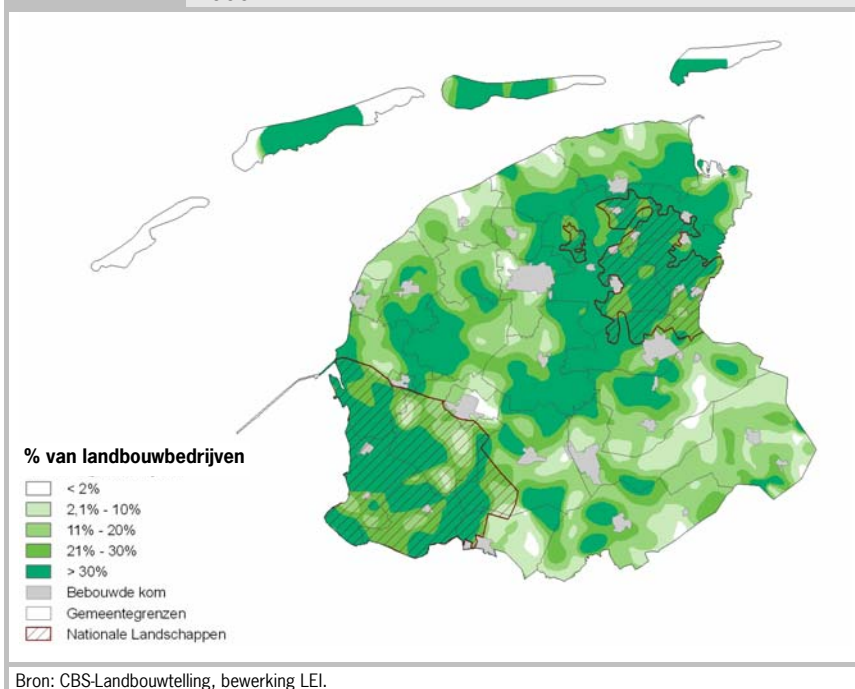 % van landbouwbedrijven
< 2%
2,1% - 10%
11% - 20%
21% - 30%
> 30%
Bebouwde kom
Gemeentegrenzen
Nationale Landschappen
Bron: CBS-Landbouwtelling, bewerking LEI.